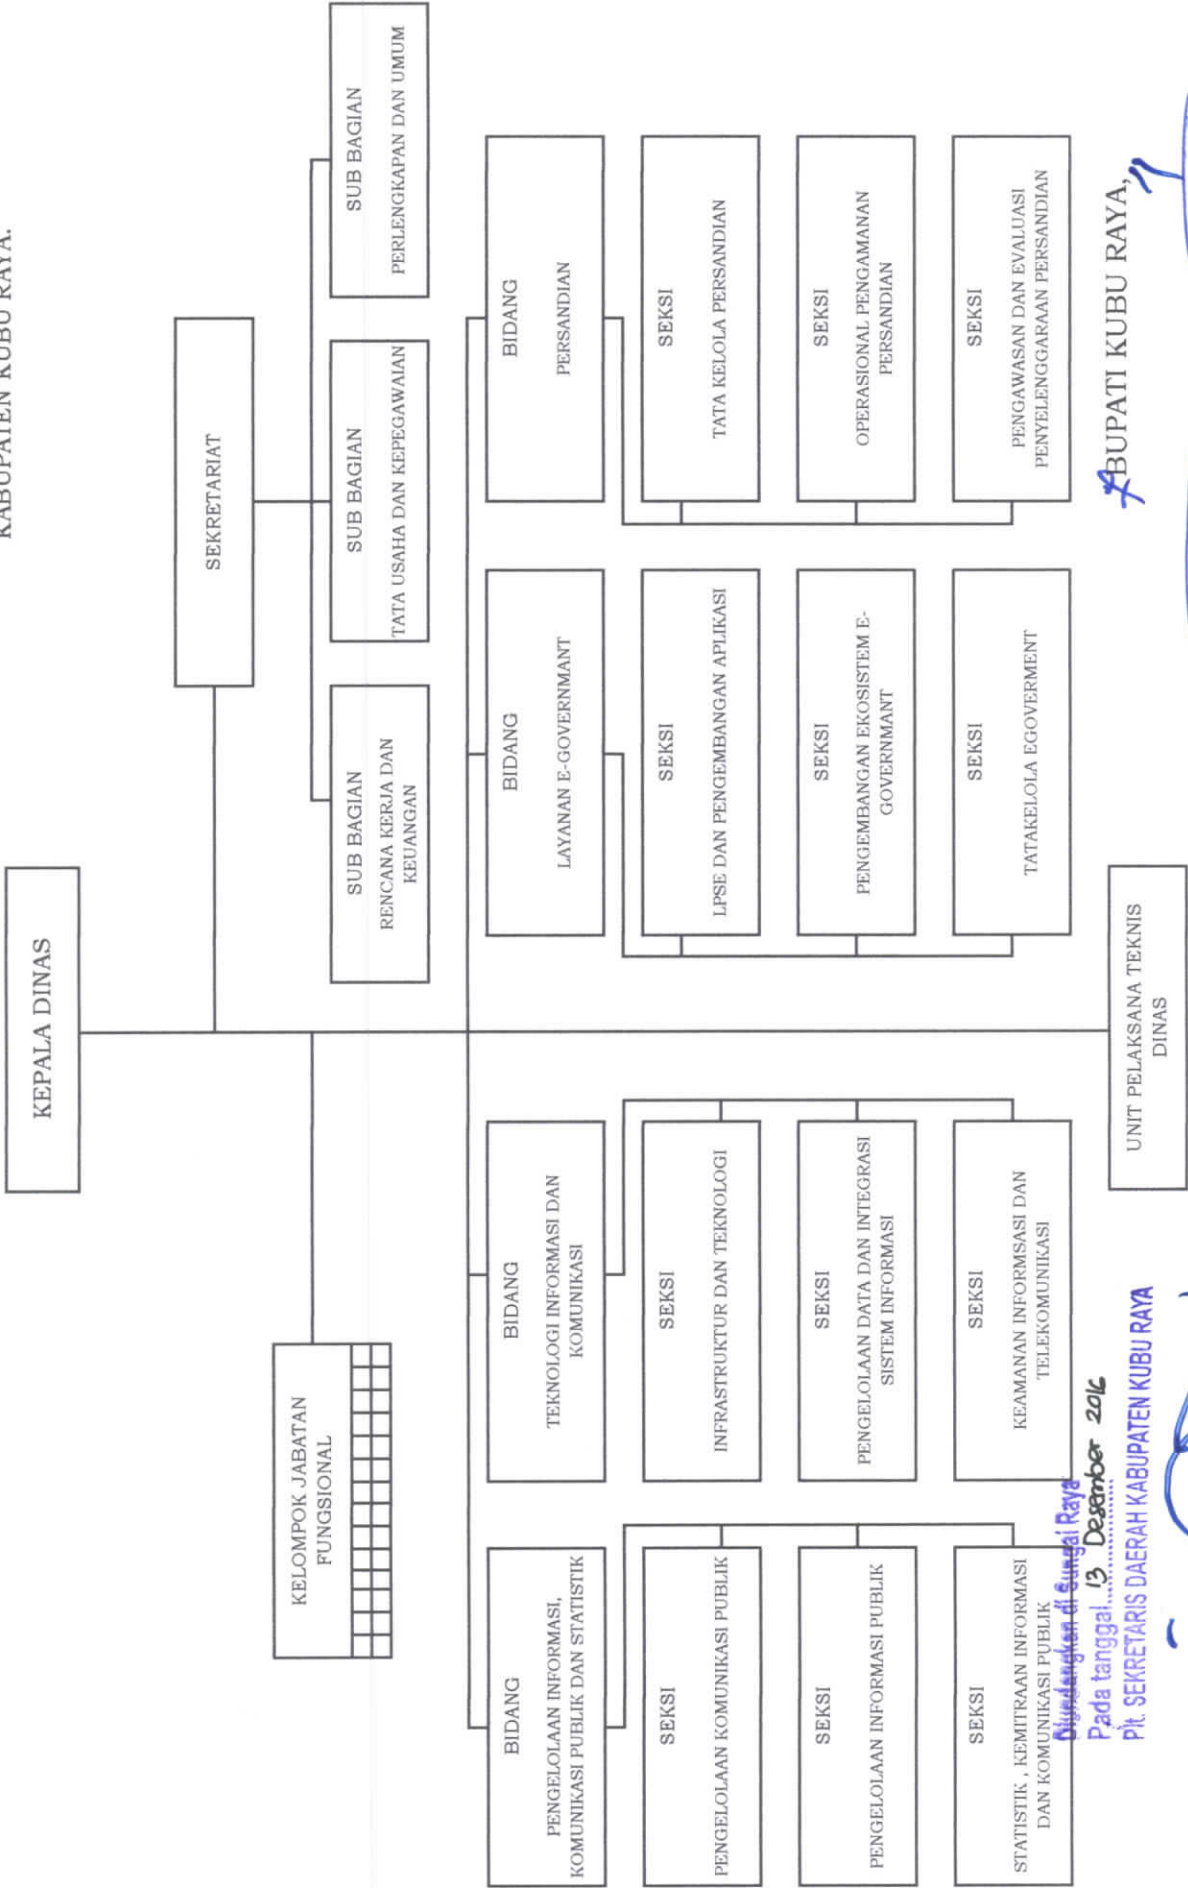 KABUPATEN KUBU RAYA.
KEPALA DINAS
SEKRETARIAT
KELOMPOK JABATAN
FUNGSIONAL
SUB BAGIAN
RENCANA KERJA DAN
KEUANGAN
SUB BAGIAN
TATA USAHA DAN KEPEGAWAIAN
SUB BAGIAN
PERLENGKAPAN DAN UMUM
BIDANG
PENGELOLAAN INFORMASI,
KOMUNIKASI PUBLIK DAN STATISTIK
BIDANG
TEKNOLOGI INFORMASI DAN
KOMUNIKASI
BIDANG
LAYANAN E-GOVERNMANT
BIDANG
PERSANDIAN
SEKSI
PENGELOLAAN KOMUNIKASI PUBLIK
SEKSI
INFRASTRUKTUR DAN TEKNOLOGI
SEKSI
LPSE DAN PENGEMBANGAN APLIKASI
SEKSI
TATA KELOLA PERSANDIAN
SEKSI
PENGELOLAAN INFORMASI PUBLIK
SEKSI
PENGELOLAAN DATA DAN INTEGRASI
SISTEM INFORMASI
SEKSI
PENGEMBANGAN EKOSISTEM E-
GOVERNMANT
SEKSI
OPERASIONAL PENGAMANAN
PERSANDIAN
SEKSI
STATISTIK , KEMITRAAN INFORMASI
DAN KOMUNIKASI PUBLIK
SEKSI
KEAMANAN INFORMSASI DAN
TELEKOMUNIKASI
SEKSI
TATAKELOLA EGOVERMENT
SEKSI
PENGAWASAN DAN EVALUASI
PENYELENGGARAAN PERSANDIAN
UNIT PELAKSANA TEKNIS
DINAS
BUPATI KUBU RAYA,
Diundangkan di Sungai Raya
Pada tanggal.....13 Desember 2016
Plt. SEKRETARIS DAERAH KABUPATEN KUBU RAYA